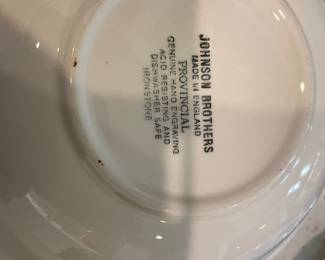 JOHNSON BROTHERS
MADE IN ENGLAND
PROVINCIAL
GENUINE HAND ENGRAVING
ACID RESISTING AND
DISHWASHER SAFE
IRONSTONE